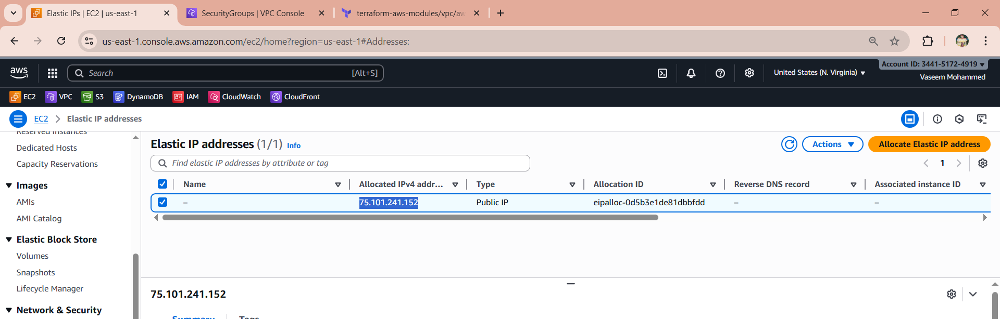 Elastic IPs | EC2 | us-east-1
SecurityGroups | VPC Console
terraform-aws-modules/vpc/aw
us-east-1.console.aws.amazon.com/ec2/home?region=us-east-1#Addresses:
aws
Search
[Alt+S]
United States (N. Virginia)
Account ID: 3441-5172-4919
Vaseem Mohammed
EC2 VPC S3 DynamoDB IAM CloudWatch CloudFront
EC2 > Elastic IP addresses
Reserved Instances
Dedicated Hosts
Capacity Reservations
Images
AMIs
AMI Catalog
Elastic Block Store
Volumes
Snapshots
Lifecycle Manager
Network & Security
Elastic IP addresses (1/1) Info
Actions
Allocate Elastic IP address
Find elastic IP addresses by attribute or tag
1
Name Allocated IPv4 addr... Type Allocation ID Reverse DNS record Associated instance ID
– 75.101.241.152 Public IP eipalloc-0d5b3e1de81dbbfdd – –
75.101.241.152
Summary Tags